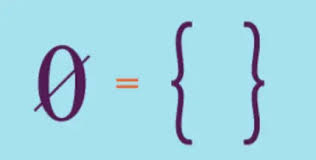 ∅ = { }